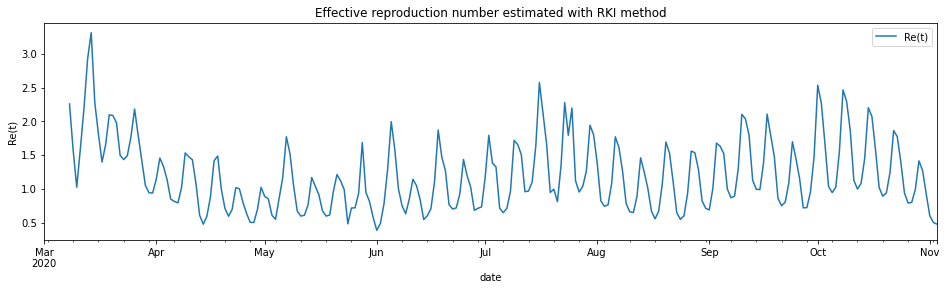 Effective reproduction number estimated with RKI method
Re(t)
Re(t)
3.0
2.5
2.0
1.5
1.0
0.5
Mar Apr May Jun Jul Aug Sep Oct Nov
2020
date